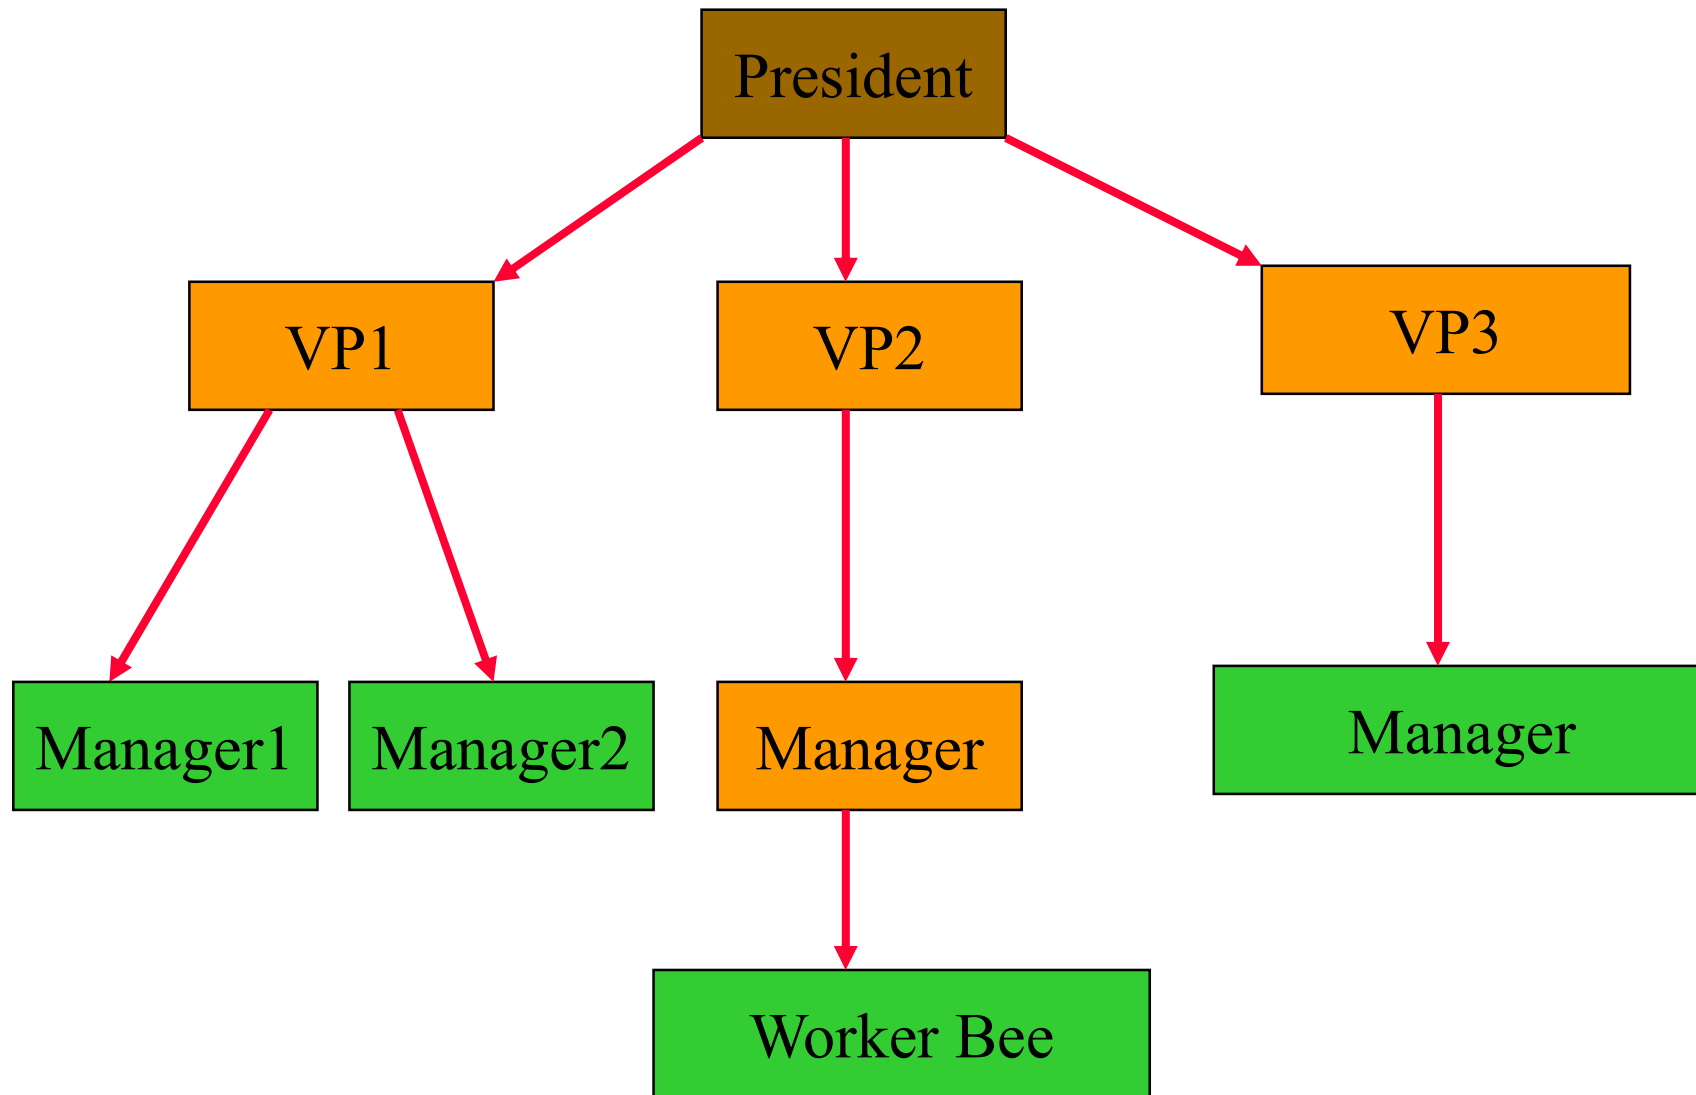 President
VP1
VP2
VP3
Manager1
Manager2
Manager
Manager
Worker Bee